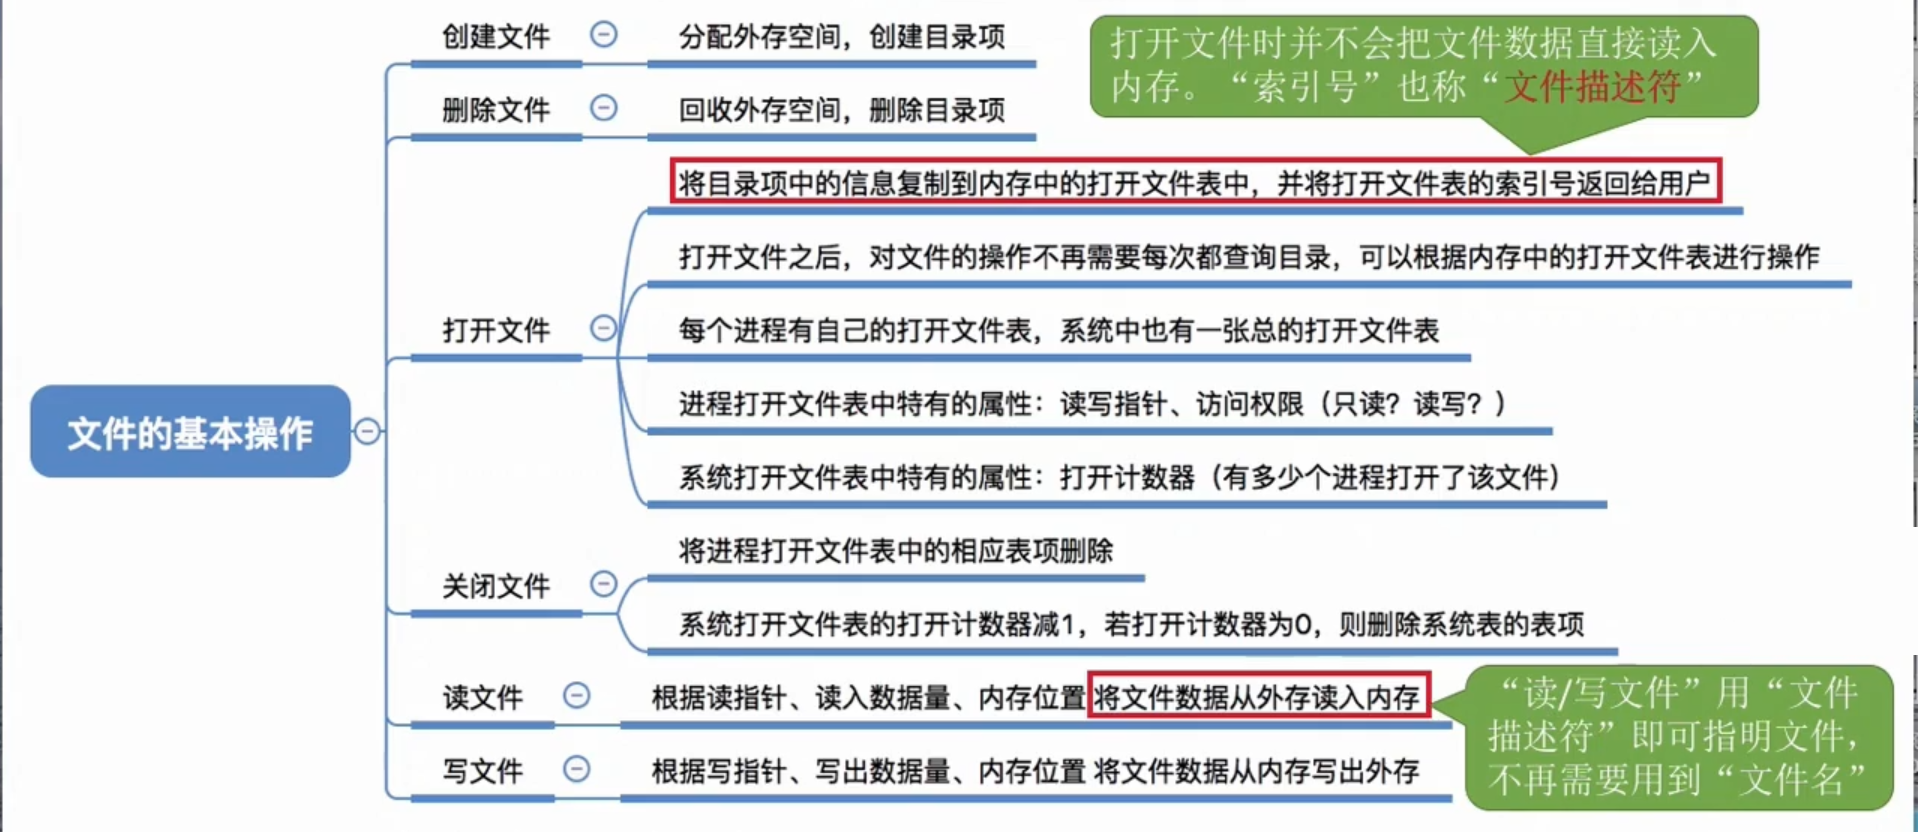 创建文件
分配外存空间，创建目录项
打开文件时并不会把文件数据直接读入
内存。“索引号”也称“文件描述符”
删除文件
回收外存空间，删除目录项
将目录项中的信息复制到内存中的打开文件表中，并将打开文件表的索引号返回给用户
打开文件之后，对文件的操作不再需要每次都查询目录，可以根据内存中的打开文件表进行操作
打开文件
每个进程有自己的打开文件表，系统中也有一张总的打开文件表
进程打开文件表中特有的属性：读写指针、访问权限（只读？读写？）
文件的基本操作
系统打开文件表中特有的属性：打开计数器（有多少个进程打开了该文件）
关闭文件
将进程打开文件表中的相应表项删除
系统打开文件表的打开计数器减1，若打开计数器为0，则删除系统表的表项
读文件
根据读指针、读入数据量、内存位置 将文件数据从外存读入内存
“读/写文件”用“文件
描述符”即可指明文件，
不再需要用到“文件名”
写文件
根据写指针、写出数据量、内存位置 将文件数据从内存写出外存